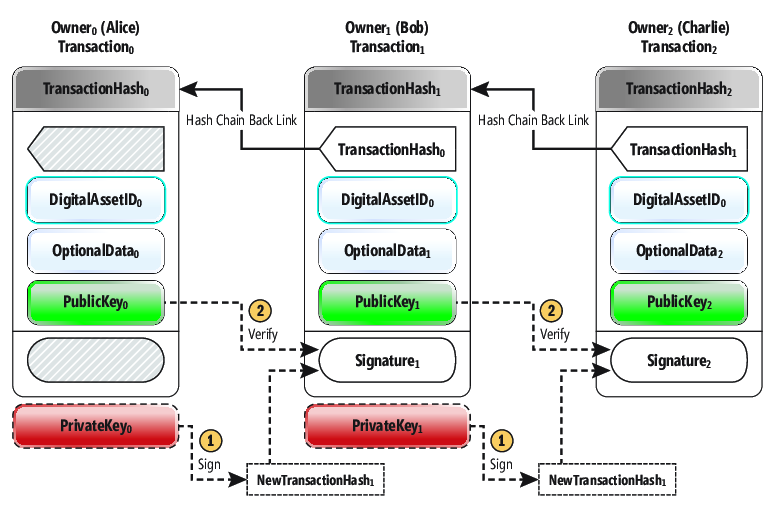 Owner₀ (Alice)
Transaction₀
Owner₁ (Bob)
Transaction₁
Owner₂ (Charlie)
Transaction₂
TransactionHash₀
TransactionHash₁
TransactionHash₂
Hash Chain Back Link
Hash Chain Back Link
TransactionHash₀
TransactionHash₁
DigitalAssetID₀
DigitalAssetID₀
DigitalAssetID₀
OptionalData₀
OptionalData₁
OptionalData₂
PublicKey₀
PublicKey₁
PublicKey₂
2
Verify
2
Verify
Signature₁
Signature₂
PrivateKey₀
PrivateKey₁
1
Sign
1
Sign
NewTransactionHash₁
NewTransactionHash₁